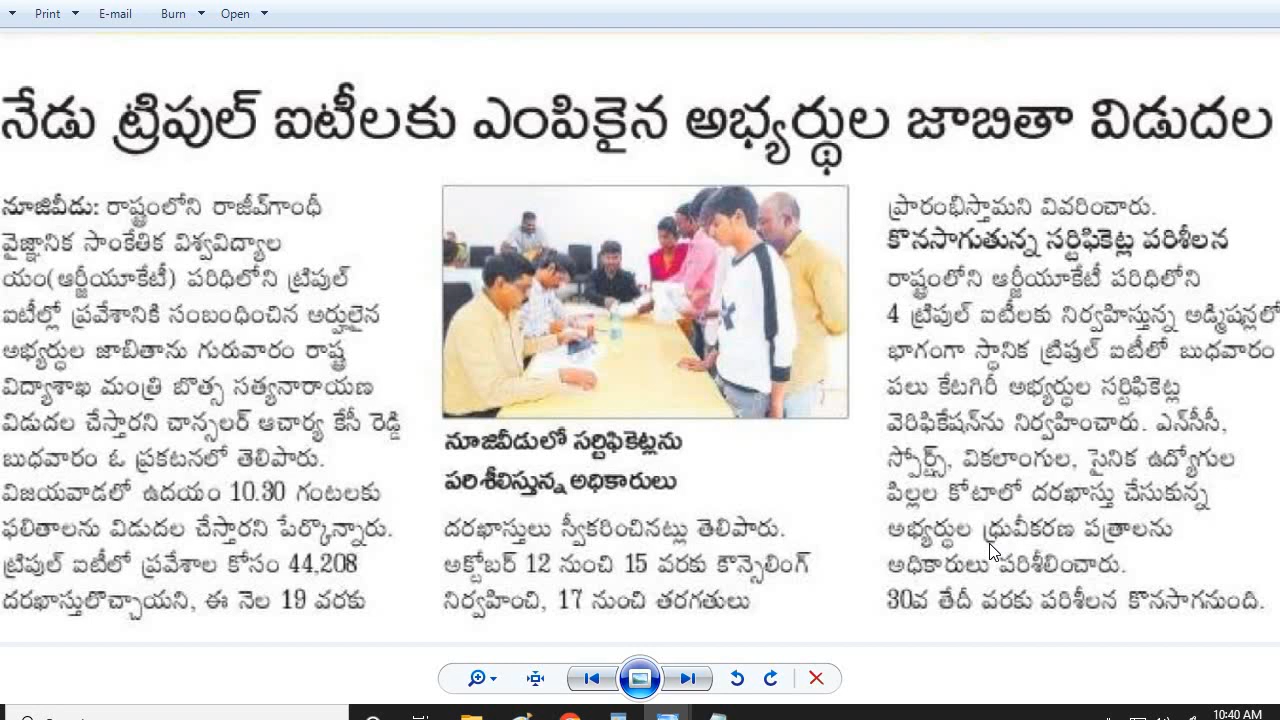 Print
E-mail
Burn
Open
నేడు ట్రిపుల్ ఐటీలకు ఎంపికైన అభ్యర్థుల జాబితా విడుదల
నూజివీడు: రాష్ట్రంలోని రాజీవ్‌గాంధీ
వైజ్ఞానిక సాంకేతిక విశ్వవిద్యాల
యం(ఆర్జీయూకేటీ) పరిధిలోని ట్రిపుల్
ఐటీల్లో ప్రవేశానికి సంబంధించిన అర్హులైన
అభ్యర్థుల జాబితాను గురువారం రాష్ట్ర
విద్యాశాఖ మంత్రి బొత్స సత్యనారాయణ
విడుదల చేస్తారని చాన్సలర్ ఆచార్య కేసీ రెడ్డి
బుధవారం ఓ ప్రకటనలో తెలిపారు.
విజయవాడలో ఉదయం 10.30 గంటలకు
ఫలితాలను విడుదల చేస్తారని పేర్కొన్నారు.
ట్రిపుల్ ఐటీలో ప్రవేశాల కోసం 44,208
దరఖాస్తులొచ్చాయని, ఈ నెల 19 వరకు
నూజివీడులో సర్టిఫికెట్లను
పరిశీలిస్తున్న అధికారులు
దరఖాస్తులు స్వీకరించినట్లు తెలిపారు.
అక్టోబర్ 12 నుంచి 15 వరకు కౌన్సెలింగ్
నిర్వహించి, 17 నుంచి తరగతులు
ప్రారంభిస్తామని వివరించారు.
కొనసాగుతున్న సర్టిఫికెట్ల పరిశీలన
రాష్ట్రంలోని ఆర్జీయూకేటీ పరిధిలోని
4 ట్రిపుల్ ఐటీలకు నిర్వహిస్తున్న అడ్మిషన్లలో
భాగంగా స్థానిక ట్రిపుల్ ఐటీలో బుధవారం
పలు కేటగిరీ అభ్యర్థుల సర్టిఫికెట్ల
వెరిఫికేషన్‌ను నిర్వహించారు. ఎన్‌సీసీ,
స్పోర్ట్స్, వికలాంగుల, సైనిక ఉద్యోగుల
పిల్లల కోటాలో దరఖాస్తు చేసుకున్న
అభ్యర్థుల ధ్రువీకరణ పత్రాలను
అధికారులు పరిశీలించారు.
30వ తేదీ వరకు పరిశీలన కొనసాగనుంది.
10:40 AM